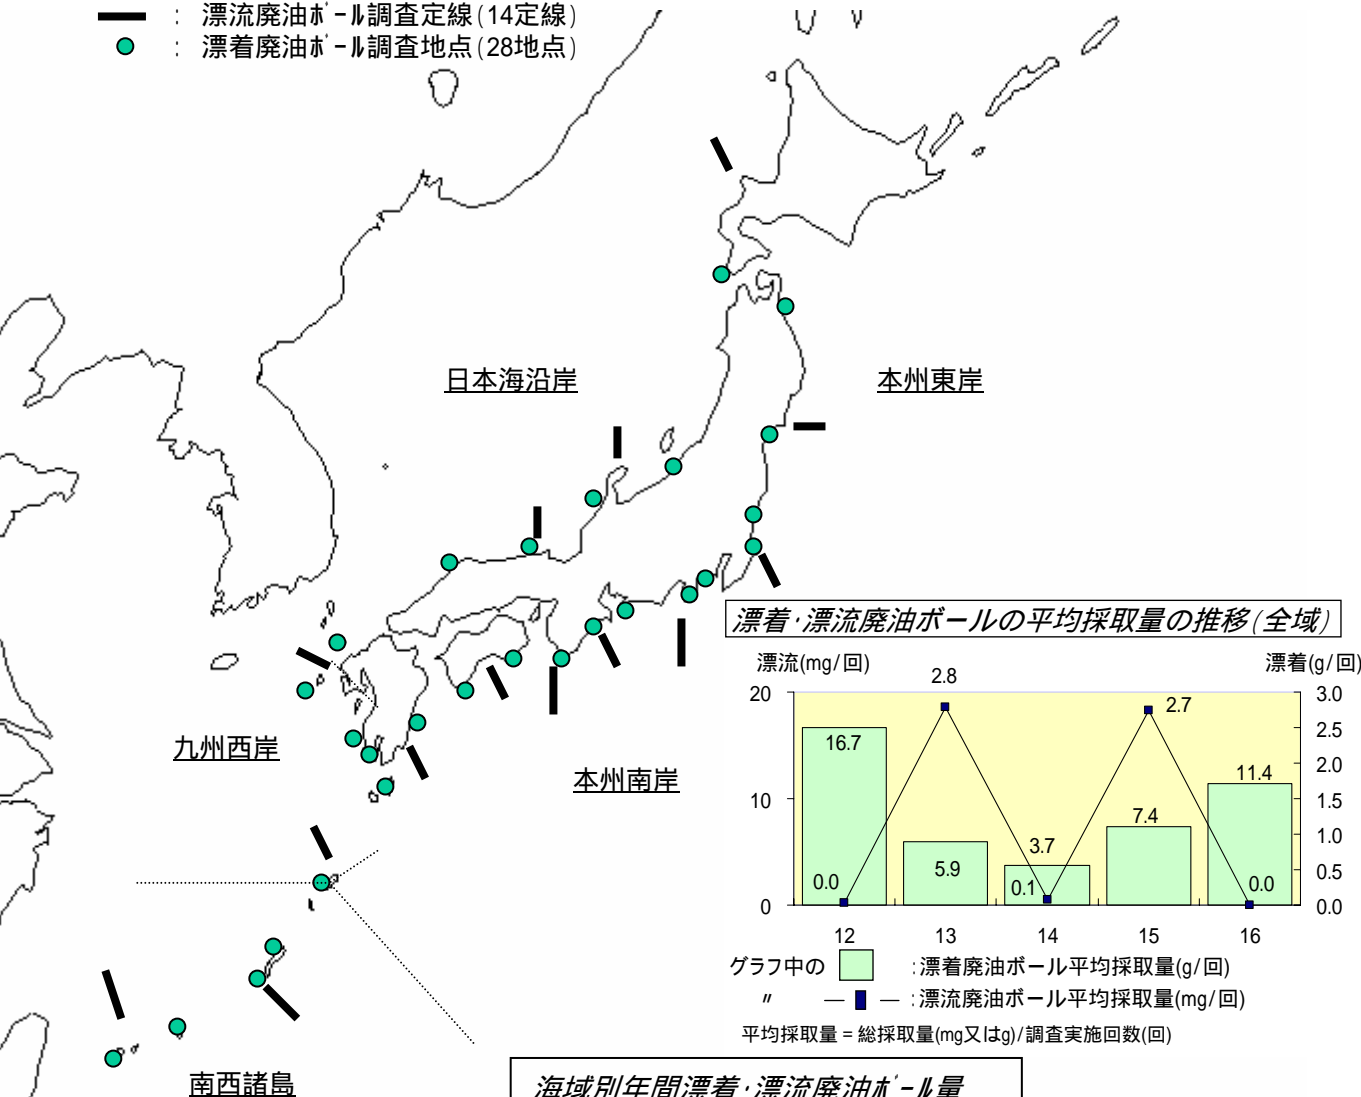 : 漂流廃油ﾎﾞｰﾙ調査定線(14定線)
: 漂着廃油ﾎﾞｰﾙ調査地点(28地点)
日本海沿岸
本州東岸
九州西岸
本州南岸
南西諸島
漂着･漂流廃油ボールの平均採取量の推移(全域)
漂流(mg/回)
漂着(g/回)
20
10
0
3.0
2.5
2.0
1.5
1.0
0.5
0.0
2.8
2.7
16.7
11.4
7.4
5.9
3.7
0.0
0.1
0.0
12 13 14 15 16
グラフ中の :漂着廃油ボール平均採取量(g/回)
〃 :漂流廃油ボール平均採取量(mg/回)
平均採取量 = 総採取量(mg又はg)/調査実施回数(回)
海域別年間漂着･漂流廃油ﾎﾞｰﾙ量